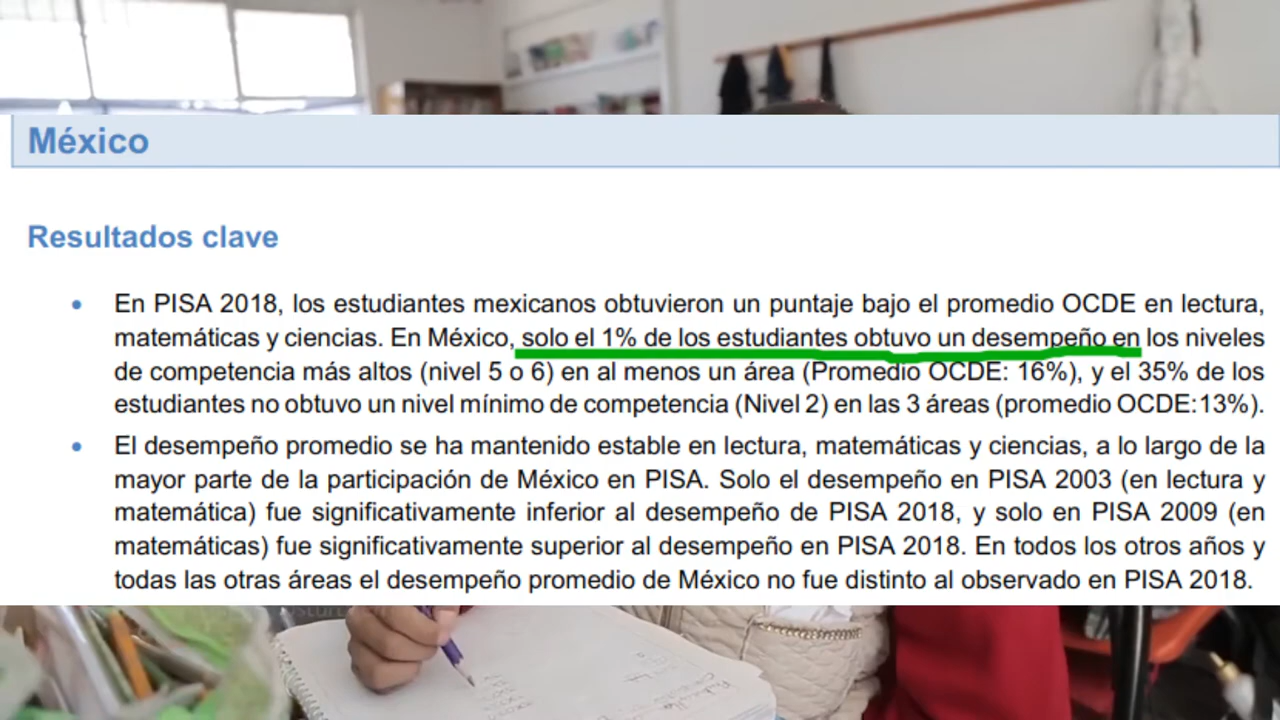 México
Resultados clave
• En PISA 2018, los estudiantes mexicanos obtuvieron un puntaje bajo el promedio OCDE en lectura,
matemáticas y ciencias. En México, solo el 1% de los estudiantes obtuvo un desempeño en los niveles
de competencia más altos (nivel 5 o 6) en al menos un área (Promedio OCDE: 16%), y el 35% de los
estudiantes no obtuvo un nivel mínimo de competencia (Nivel 2) en las 3 áreas (promedio OCDE:13%).
• El desempeño promedio se ha mantenido estable en lectura, matemáticas y ciencias, a lo largo de la
mayor parte de la participación de México en PISA. Solo el desempeño en PISA 2003 (en lectura y
matemática) fue significativamente inferior al desempeño de PISA 2018, y solo en PISA 2009 (en
matemáticas) fue significativamente superior al desempeño en PISA 2018. En todos los otros años y
todas las otras áreas el desempeño promedio de México no fue distinto al observado en PISA 2018.